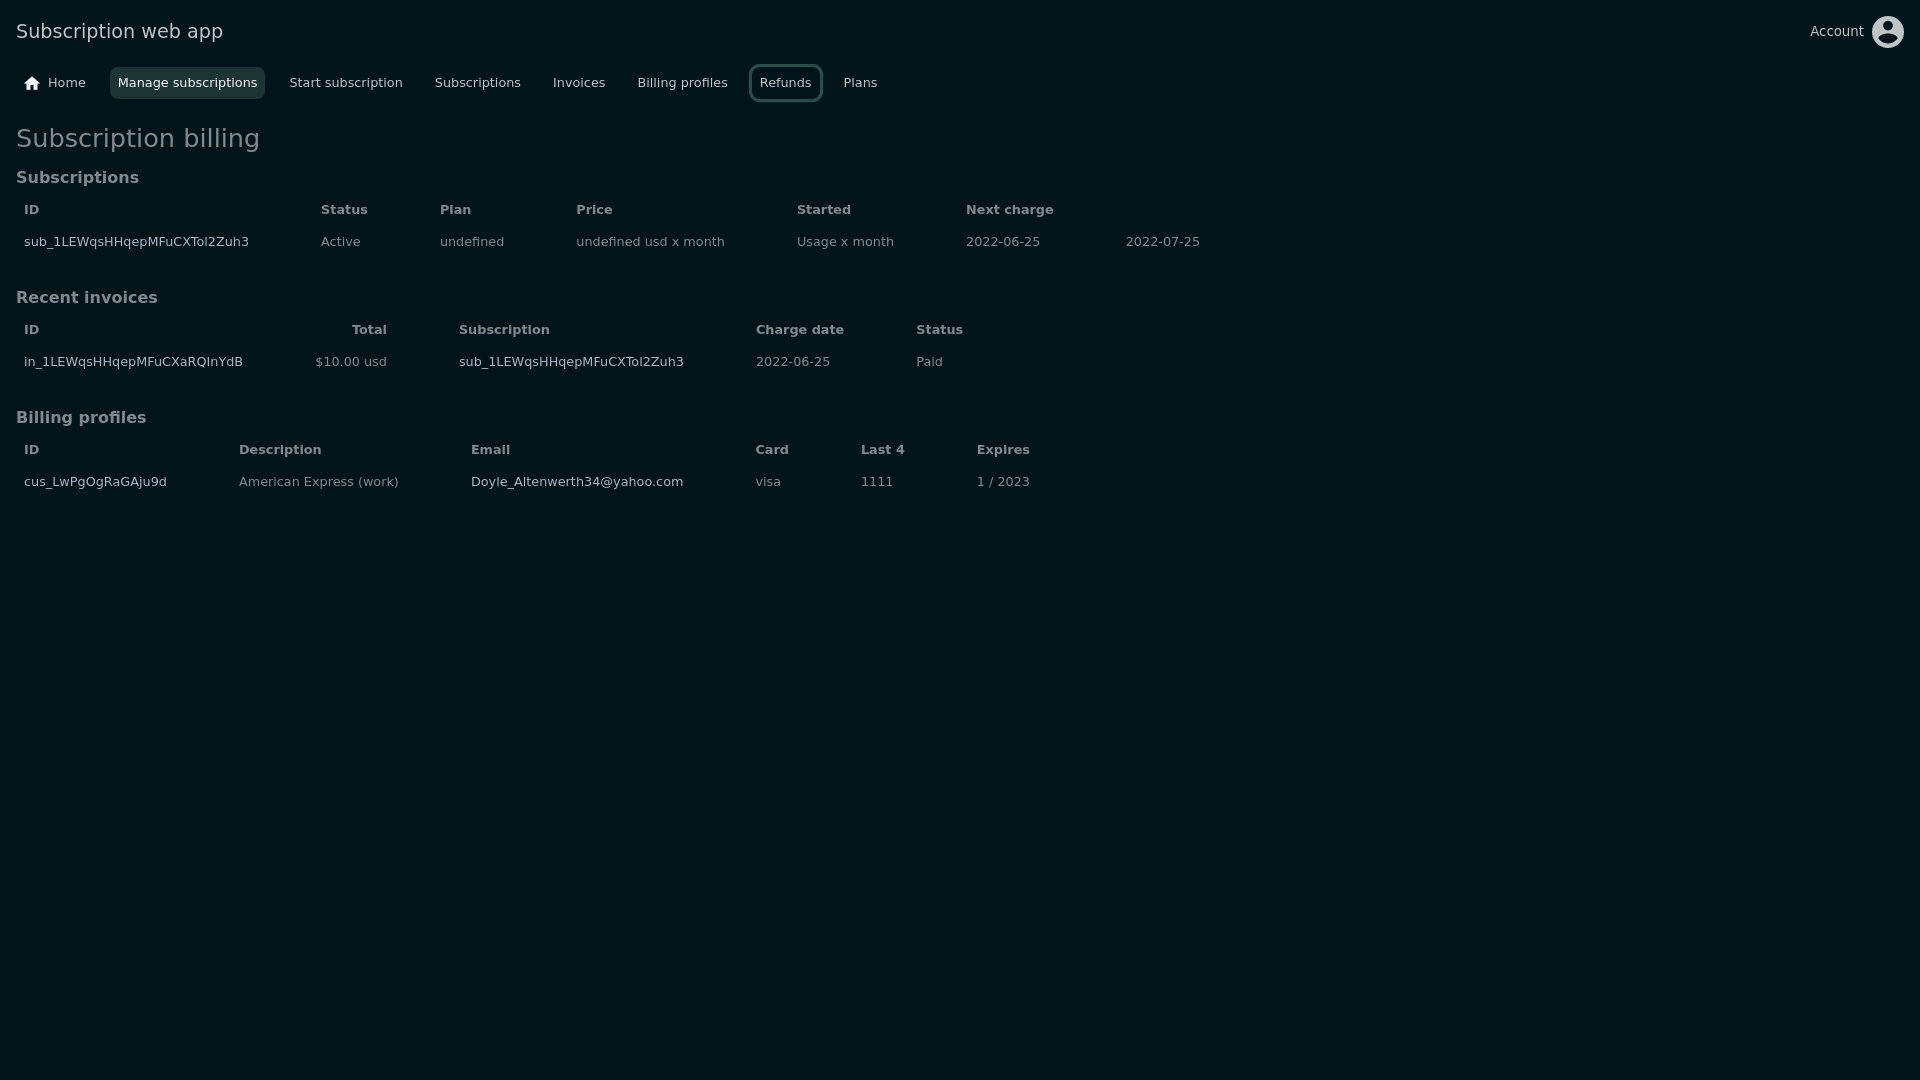 Subscription web app
Account
Home Manage subscriptions Start subscription Subscriptions Invoices Billing profiles Refunds Plans
Subscription billing
Subscriptions
ID Status Plan Price Started Next charge
sub_1LEWqsHHqepMFuCXTol2Zuh3 Active undefined undefined usd x month Usage x month 2022-06-25 2022-07-25
Recent invoices
ID Total Subscription Charge date Status
in_1LEWqsHHqepMFuCXaRQInYdB $10.00 usd sub_1LEWqsHHqepMFuCXTol2Zuh3 2022-06-25 Paid
Billing profiles
ID Description Email Card Last 4 Expires
cus_LwPgOgRaGAju9d American Express (work) Doyle_Altenwerth34@yahoo.com visa 1111 1 / 2023